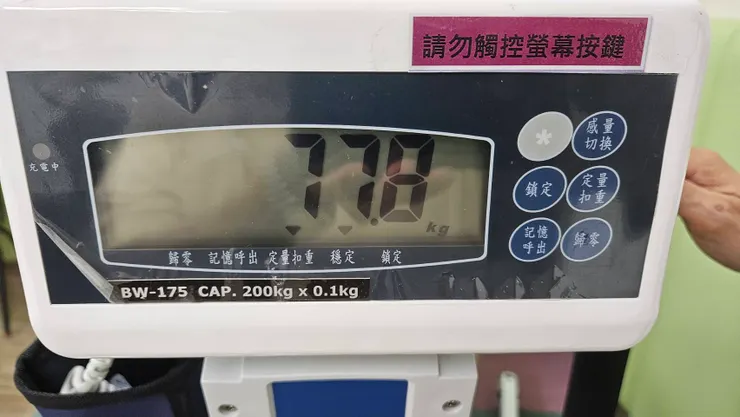 請勿觸控螢幕按鍵
充電中
77.8
kg
歸零 記憶呼出 定量扣重 穩定 鎖定
BW-175 CAP. 200kg x 0.1kg
*
感量
切換
鎖定
定量
扣重
記憶
呼出
歸零